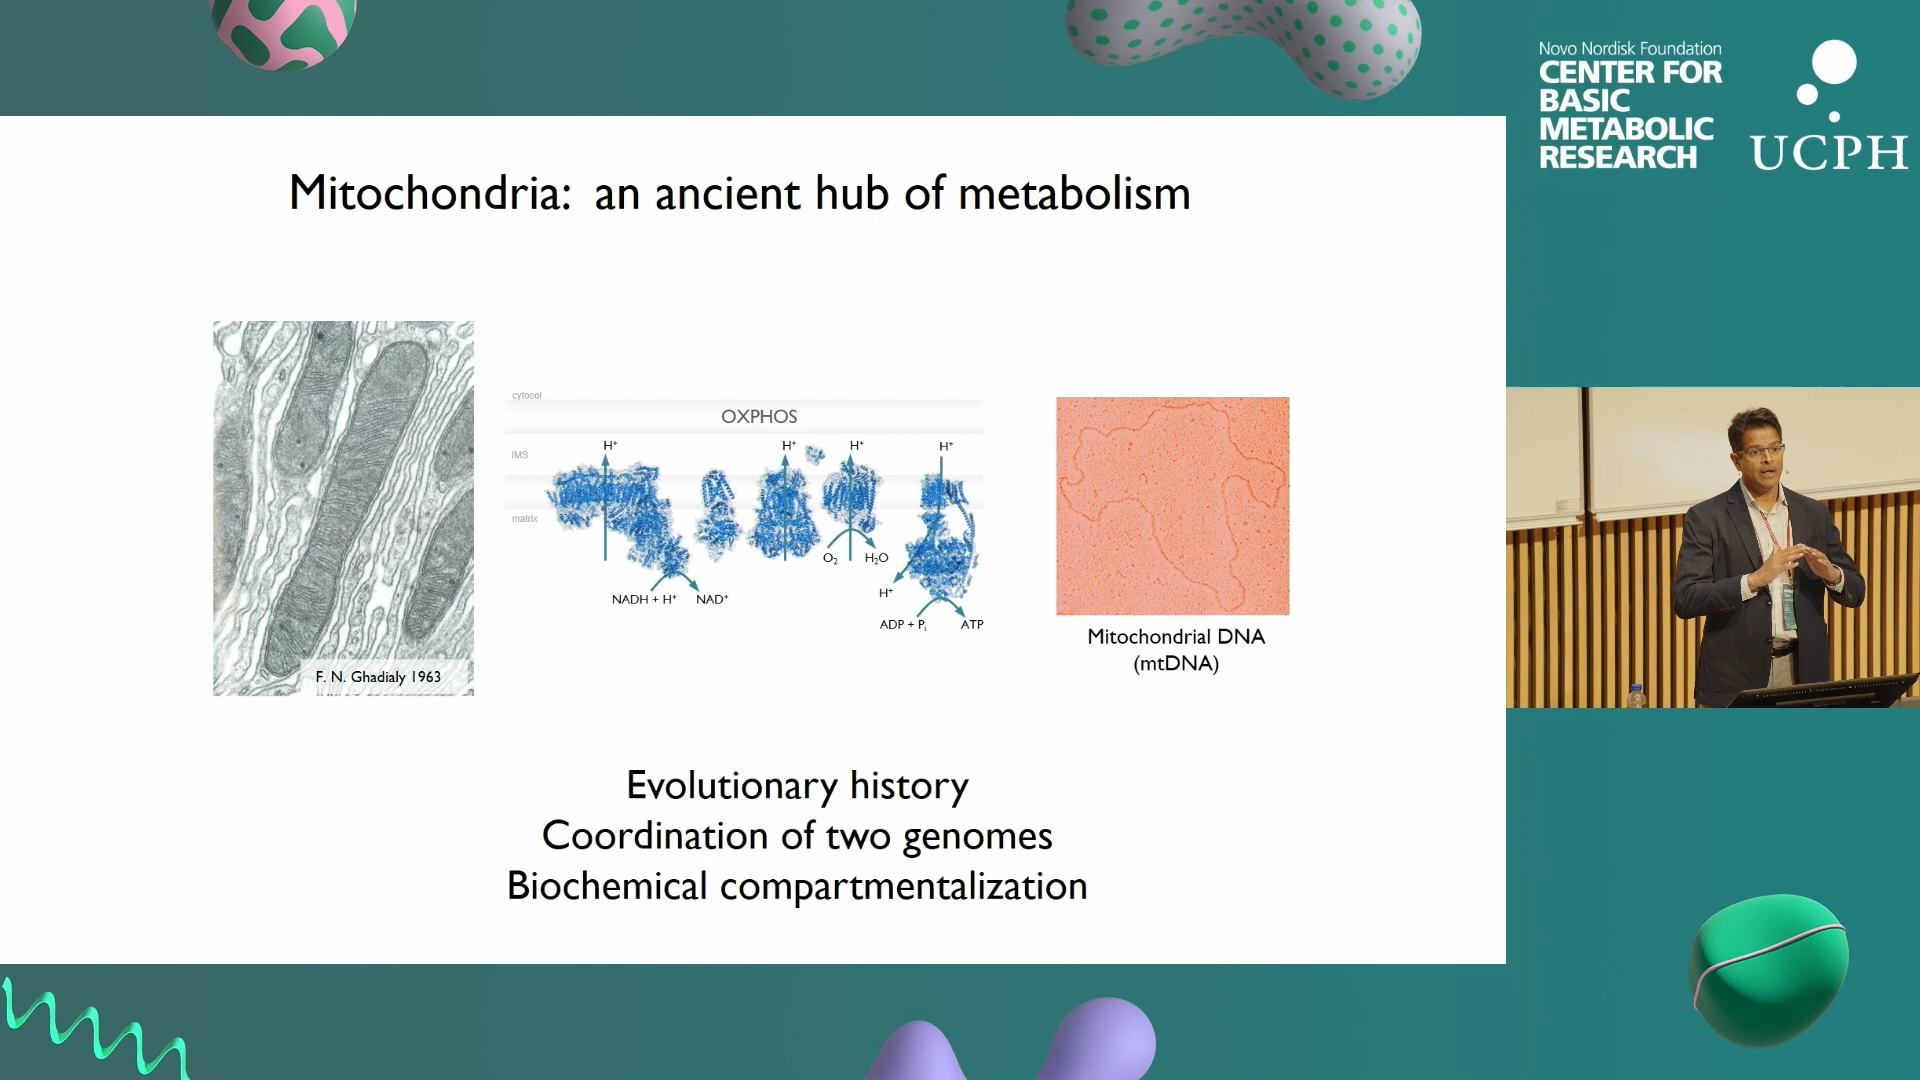 Novo Nordisk Foundation
CENTER FOR
BASIC
METABOLIC
RESEARCH
UCPH
Mitochondria: an ancient hub of metabolism
cytosol
OXPHOS
IMS
H⁺ H⁺ H⁺ H⁺
matrix
O₂ H₂O
NADH + H⁺ NAD⁺
H⁺
ADP + Pᵢ ATP
F. N. Ghadialy 1963
Mitochondrial DNA
(mtDNA)
Evolutionary history
Coordination of two genomes
Biochemical compartmentalization